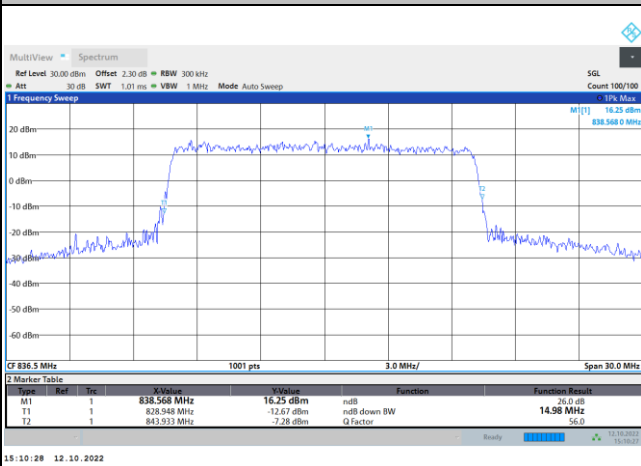 MultiView Spectrum
Ref Level 30.00 dBm Offset 2.30 dB RBW 300 kHz SGL
Att 30 dB SWT 1.01 ms VBW 1 MHz Mode Auto Sweep Count 100/100
1 Frequency Sweep 1Pk Max
M1[1] 16.25 dBm
838.568 0 MHz
20 dBm
M1
10 dBm
0 dBm
T2
-10 dBm
-20 dBm
-30 dBm
-40 dBm
-50 dBm
-60 dBm
CF 836.5 MHz 1001 pts 3.0 MHz/ Span 30.0 MHz
2 Marker Table
Type Ref Trc X-Value Y-Value Function Function Result
M1 1 838.568 MHz 16.25 dBm ndB 26.0 dB
T1 1 828.948 MHz -12.67 dBm ndB down BW 14.98 MHz
T2 1 843.933 MHz -7.28 dBm Q Factor 56.0
Ready 12.10.2022
15:10:27
15:10:28 12.10.2022